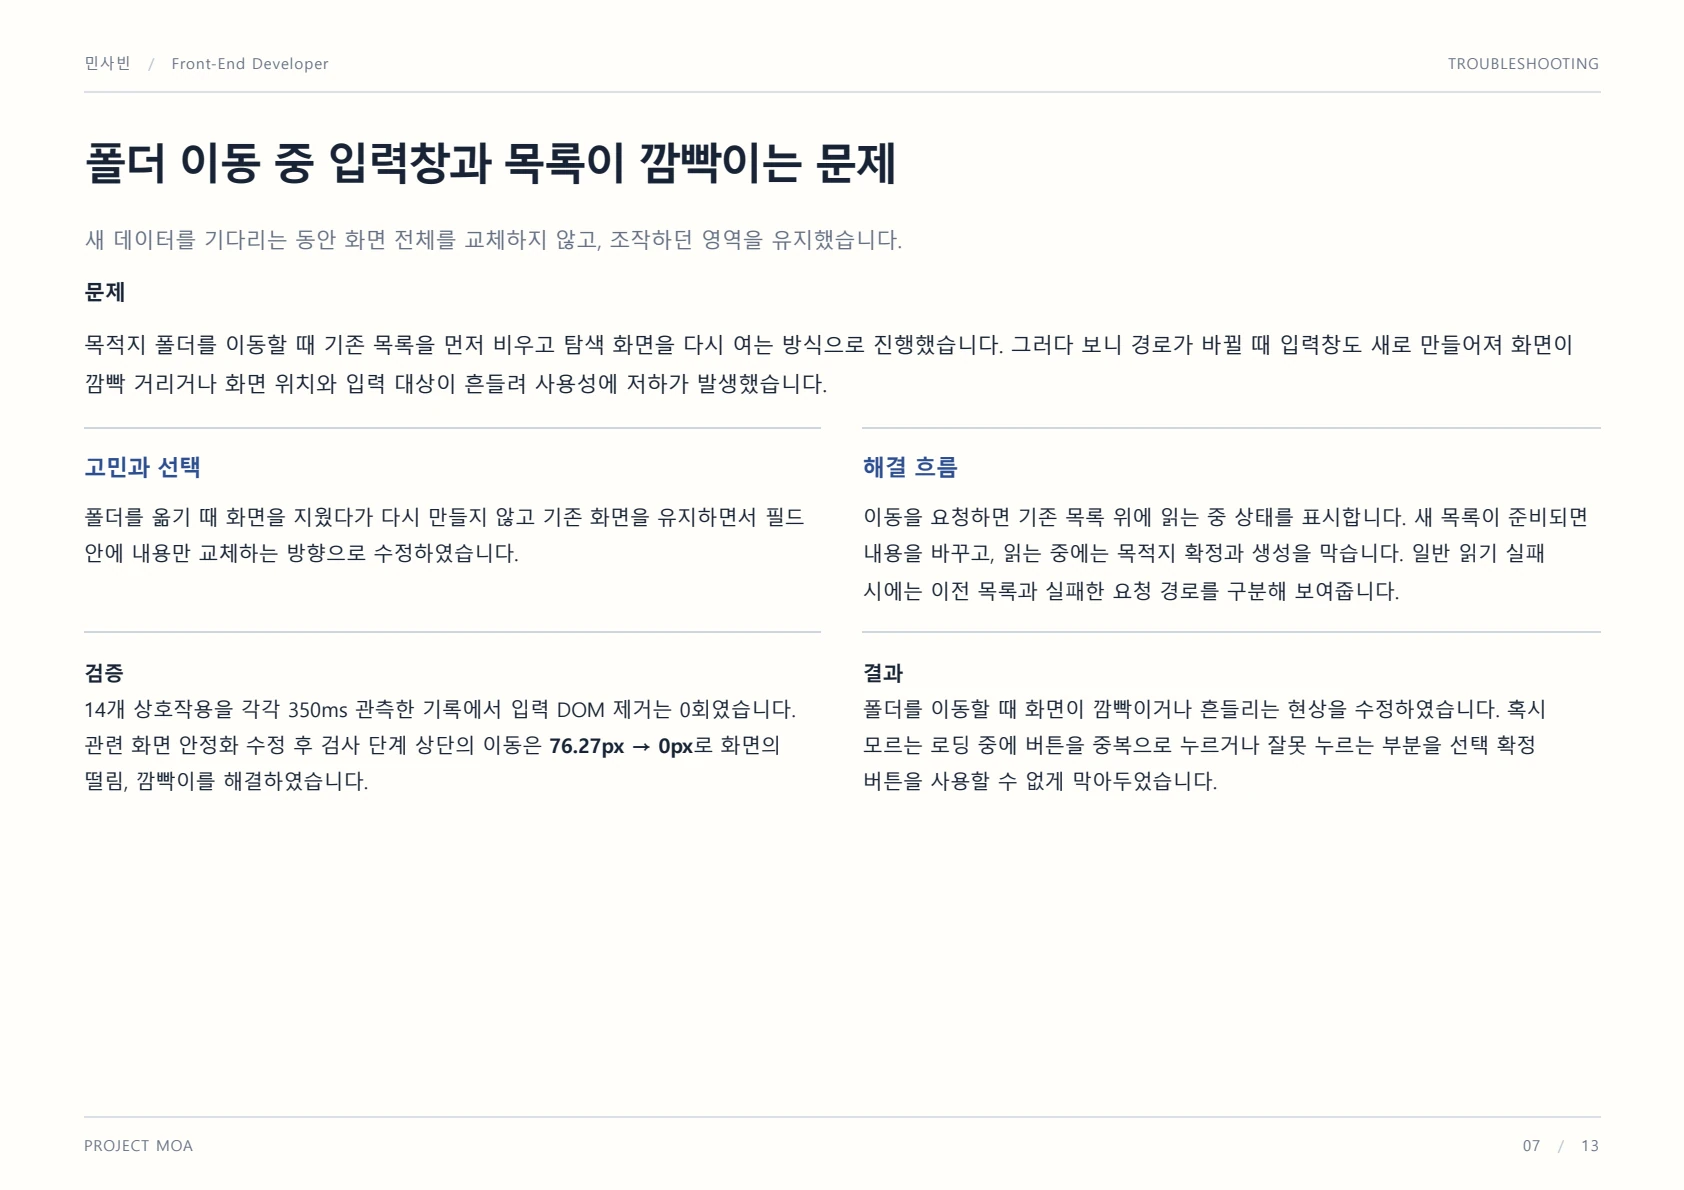 민사빈 / Front-End Developer
TROUBLESHOOTING
폴더 이동 중 입력창과 목록이 깜빡이는 문제
새 데이터를 기다리는 동안 화면 전체를 교체하지 않고, 조작하던 영역을 유지했습니다.
문제
목적지 폴더를 이동할 때 기존 목록을 먼저 비우고 탐색 화면을 다시 여는 방식으로 진행했습니다. 그러다 보니 경로가 바뀔 때 입력창도 새로 만들어져 화면이
깜빡 거리거나 화면 위치와 입력 대상이 흔들려 사용성에 저하가 발생했습니다.
고민과 선택
폴더를 옮기 때 화면을 지웠다가 다시 만들지 않고 기존 화면을 유지하면서 필드
안에 내용만 교체하는 방향으로 수정하였습니다.
해결 흐름
이동을 요청하면 기존 목록 위에 읽는 중 상태를 표시합니다. 새 목록이 준비되면
내용을 바꾸고, 읽는 중에는 목적지 확정과 생성을 막습니다. 일반 읽기 실패
시에는 이전 목록과 실패한 요청 경로를 구분해 보여줍니다.
검증
14개 상호작용을 각각 350ms 관측한 기록에서 입력 DOM 제거는 0회였습니다.
관련 화면 안정화 수정 후 검사 단계 상단의 이동은 76.27px → 0px로 화면의
떨림, 깜빡이를 해결하였습니다.
결과
폴더를 이동할 때 화면이 깜빡이거나 흔들리는 현상을 수정하였습니다. 혹시
모르는 로딩 중에 버튼을 중복으로 누르거나 잘못 누르는 부분을 선택 확정
버튼을 사용할 수 없게 막아두었습니다.
PROJECT MOA
07 / 13